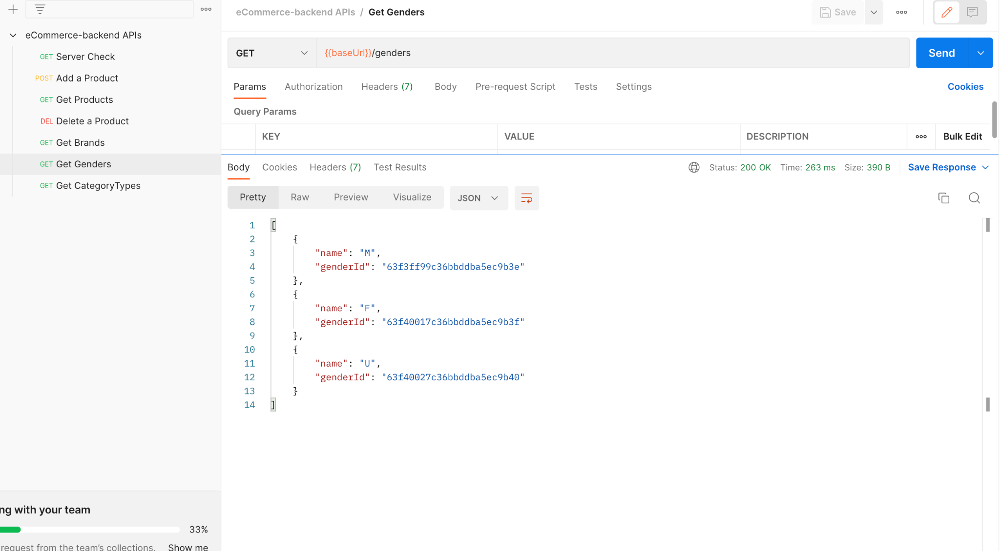 eCommerce-backend APIs
GET Server Check
POST Add a Product
GET Get Products
DEL Delete a Product
GET Get Brands
GET Get Genders
GET Get CategoryTypes
ng with your team
33%
request from the team's collections. Show me
eCommerce-backend APIs / Get Genders
Save
GET {{baseUrl}}/genders
Send
Params Authorization Headers (7) Body Pre-request Script Tests Settings Cookies
Query Params
KEY VALUE DESCRIPTION Bulk Edit
Body Cookies Headers (7) Test Results Status: 200 OK Time: 263 ms Size: 390 B Save Response
Pretty Raw Preview Visualize JSON
1 [
2 {
3 "name": "M",
4 "genderId": "63f3ff99c36bbddba5ec9b3e"
5 },
6 {
7 "name": "F",
8 "genderId": "63f40017c36bbddba5ec9b3f"
9 },
10 {
11 "name": "U",
12 "genderId": "63f40027c36bbddba5ec9b40"
13 }
14 ]